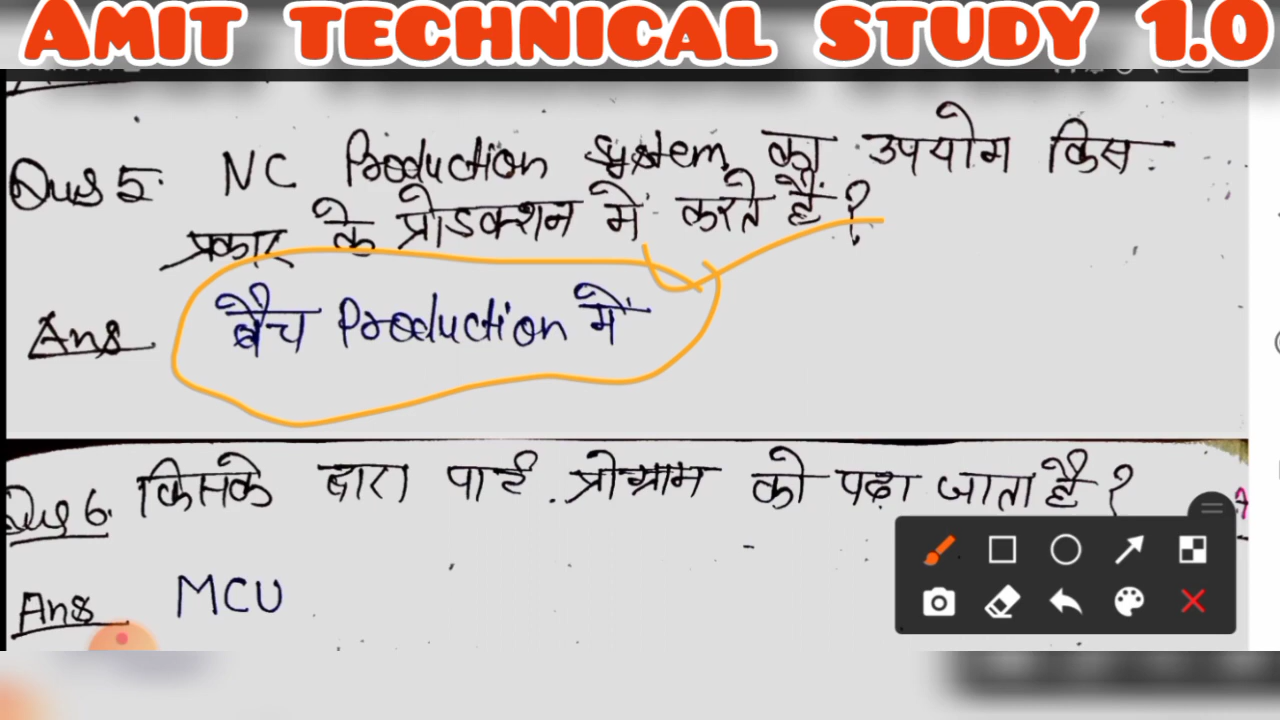 AMIT TECHNICAL STUDY 1.0
Qus 5. NC Production system का उपयोग किस
प्रकार के प्रोडक्शन में करते हैं?
Ans बैच Production में
Qus 6. किसके द्वारा पार्ट प्रोग्राम को पढ़ा जाता है?
Ans MCU